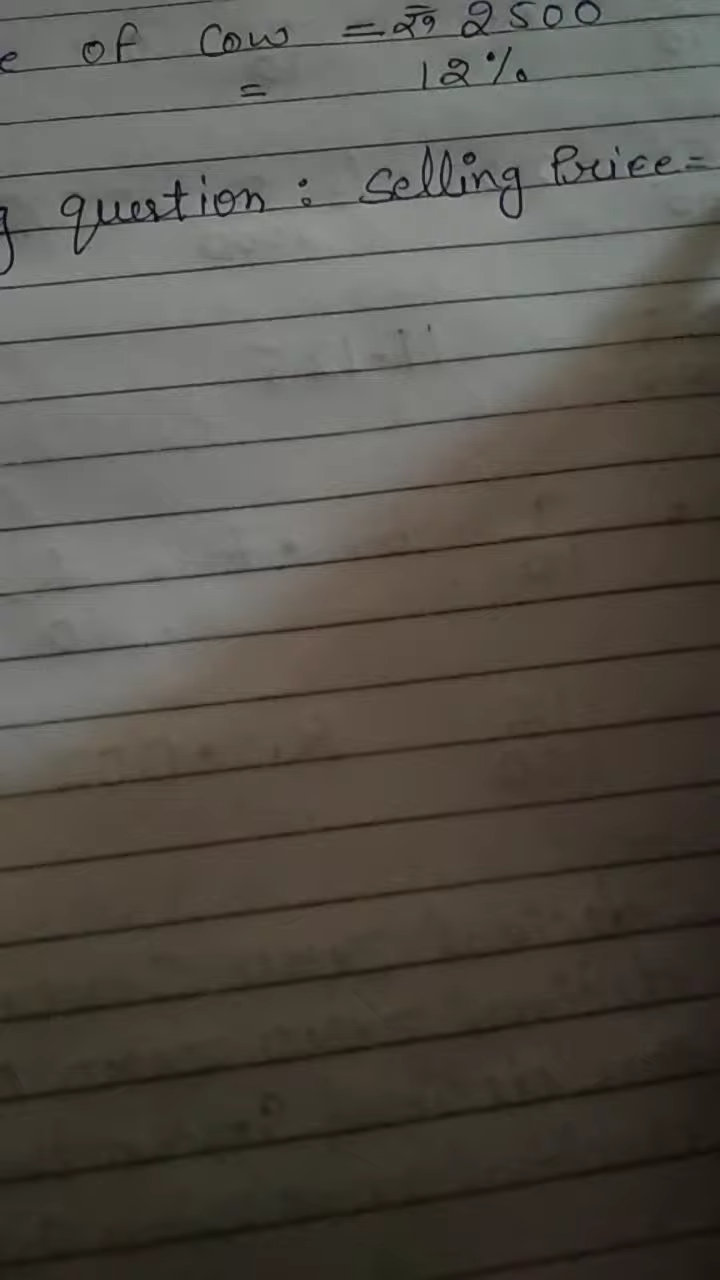 e of Cow = रु 2500
= 12%
g question : Selling Price =